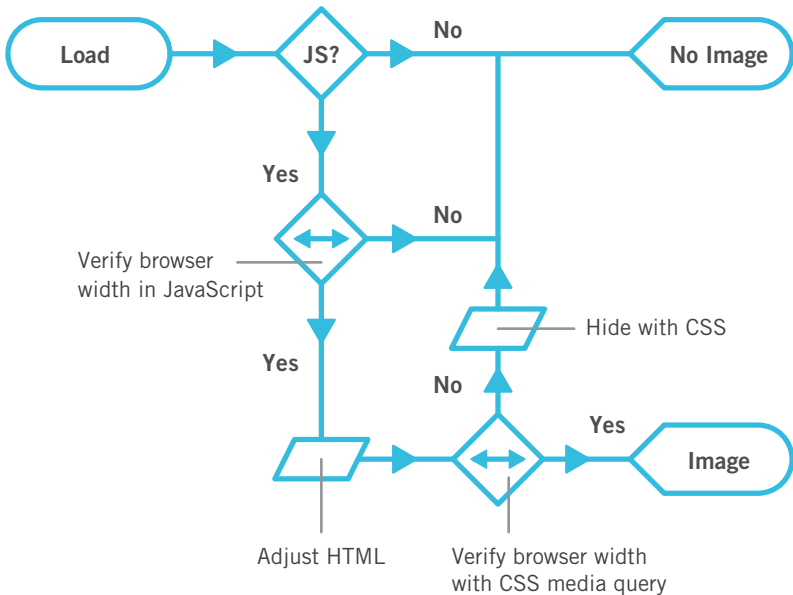 Load
JS?
No
No Image
Yes
No
Verify browser
width in JavaScript
Hide with CSS
Yes
No
Yes
Image
Adjust HTML
Verify browser width
with CSS media query